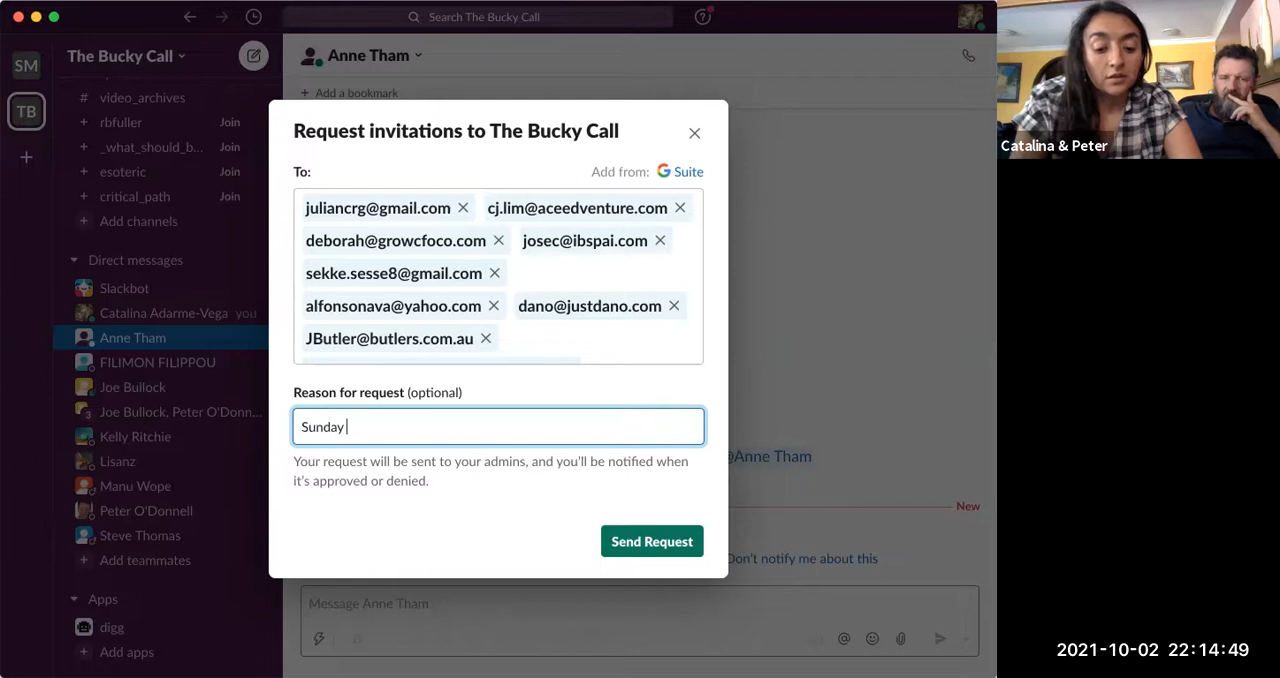 Search The Bucky Call
SM
TB
The Bucky Call
# video_archives
rbfuller Join
_what_should_b... Join
esoteric Join
critical_path Join
Add channels
Direct messages
Slackbot
Catalina Adarme-Vega you
Anne Tham
FILIMON FILIPPOU
Joe Bullock
3 Joe Bullock, Peter O'Donn...
Kelly Ritchie
Lisanz
Manu Wope
Peter O'Donnell
Steve Thomas
Add teammates
Apps
digg
Add apps
Anne Tham
+ Add a bookmark
Request invitations to The Bucky Call
To: Add from: G Suite
juliancrg@gmail.com cj.lim@aceedventure.com
deborah@growcfoco.com josec@ibspai.com
sekke.sesse8@gmail.com
alfonsonava@yahoo.com dano@justdano.com
JButler@butlers.com.au
Reason for request (optional)
Sunday
Your request will be sent to your admins, and you'll be notified when
it's approved or denied.
Send Request
@Anne Tham
New
Don't notify me about this
Message Anne Tham
Catalina & Peter
2021-10-02 22:14:49